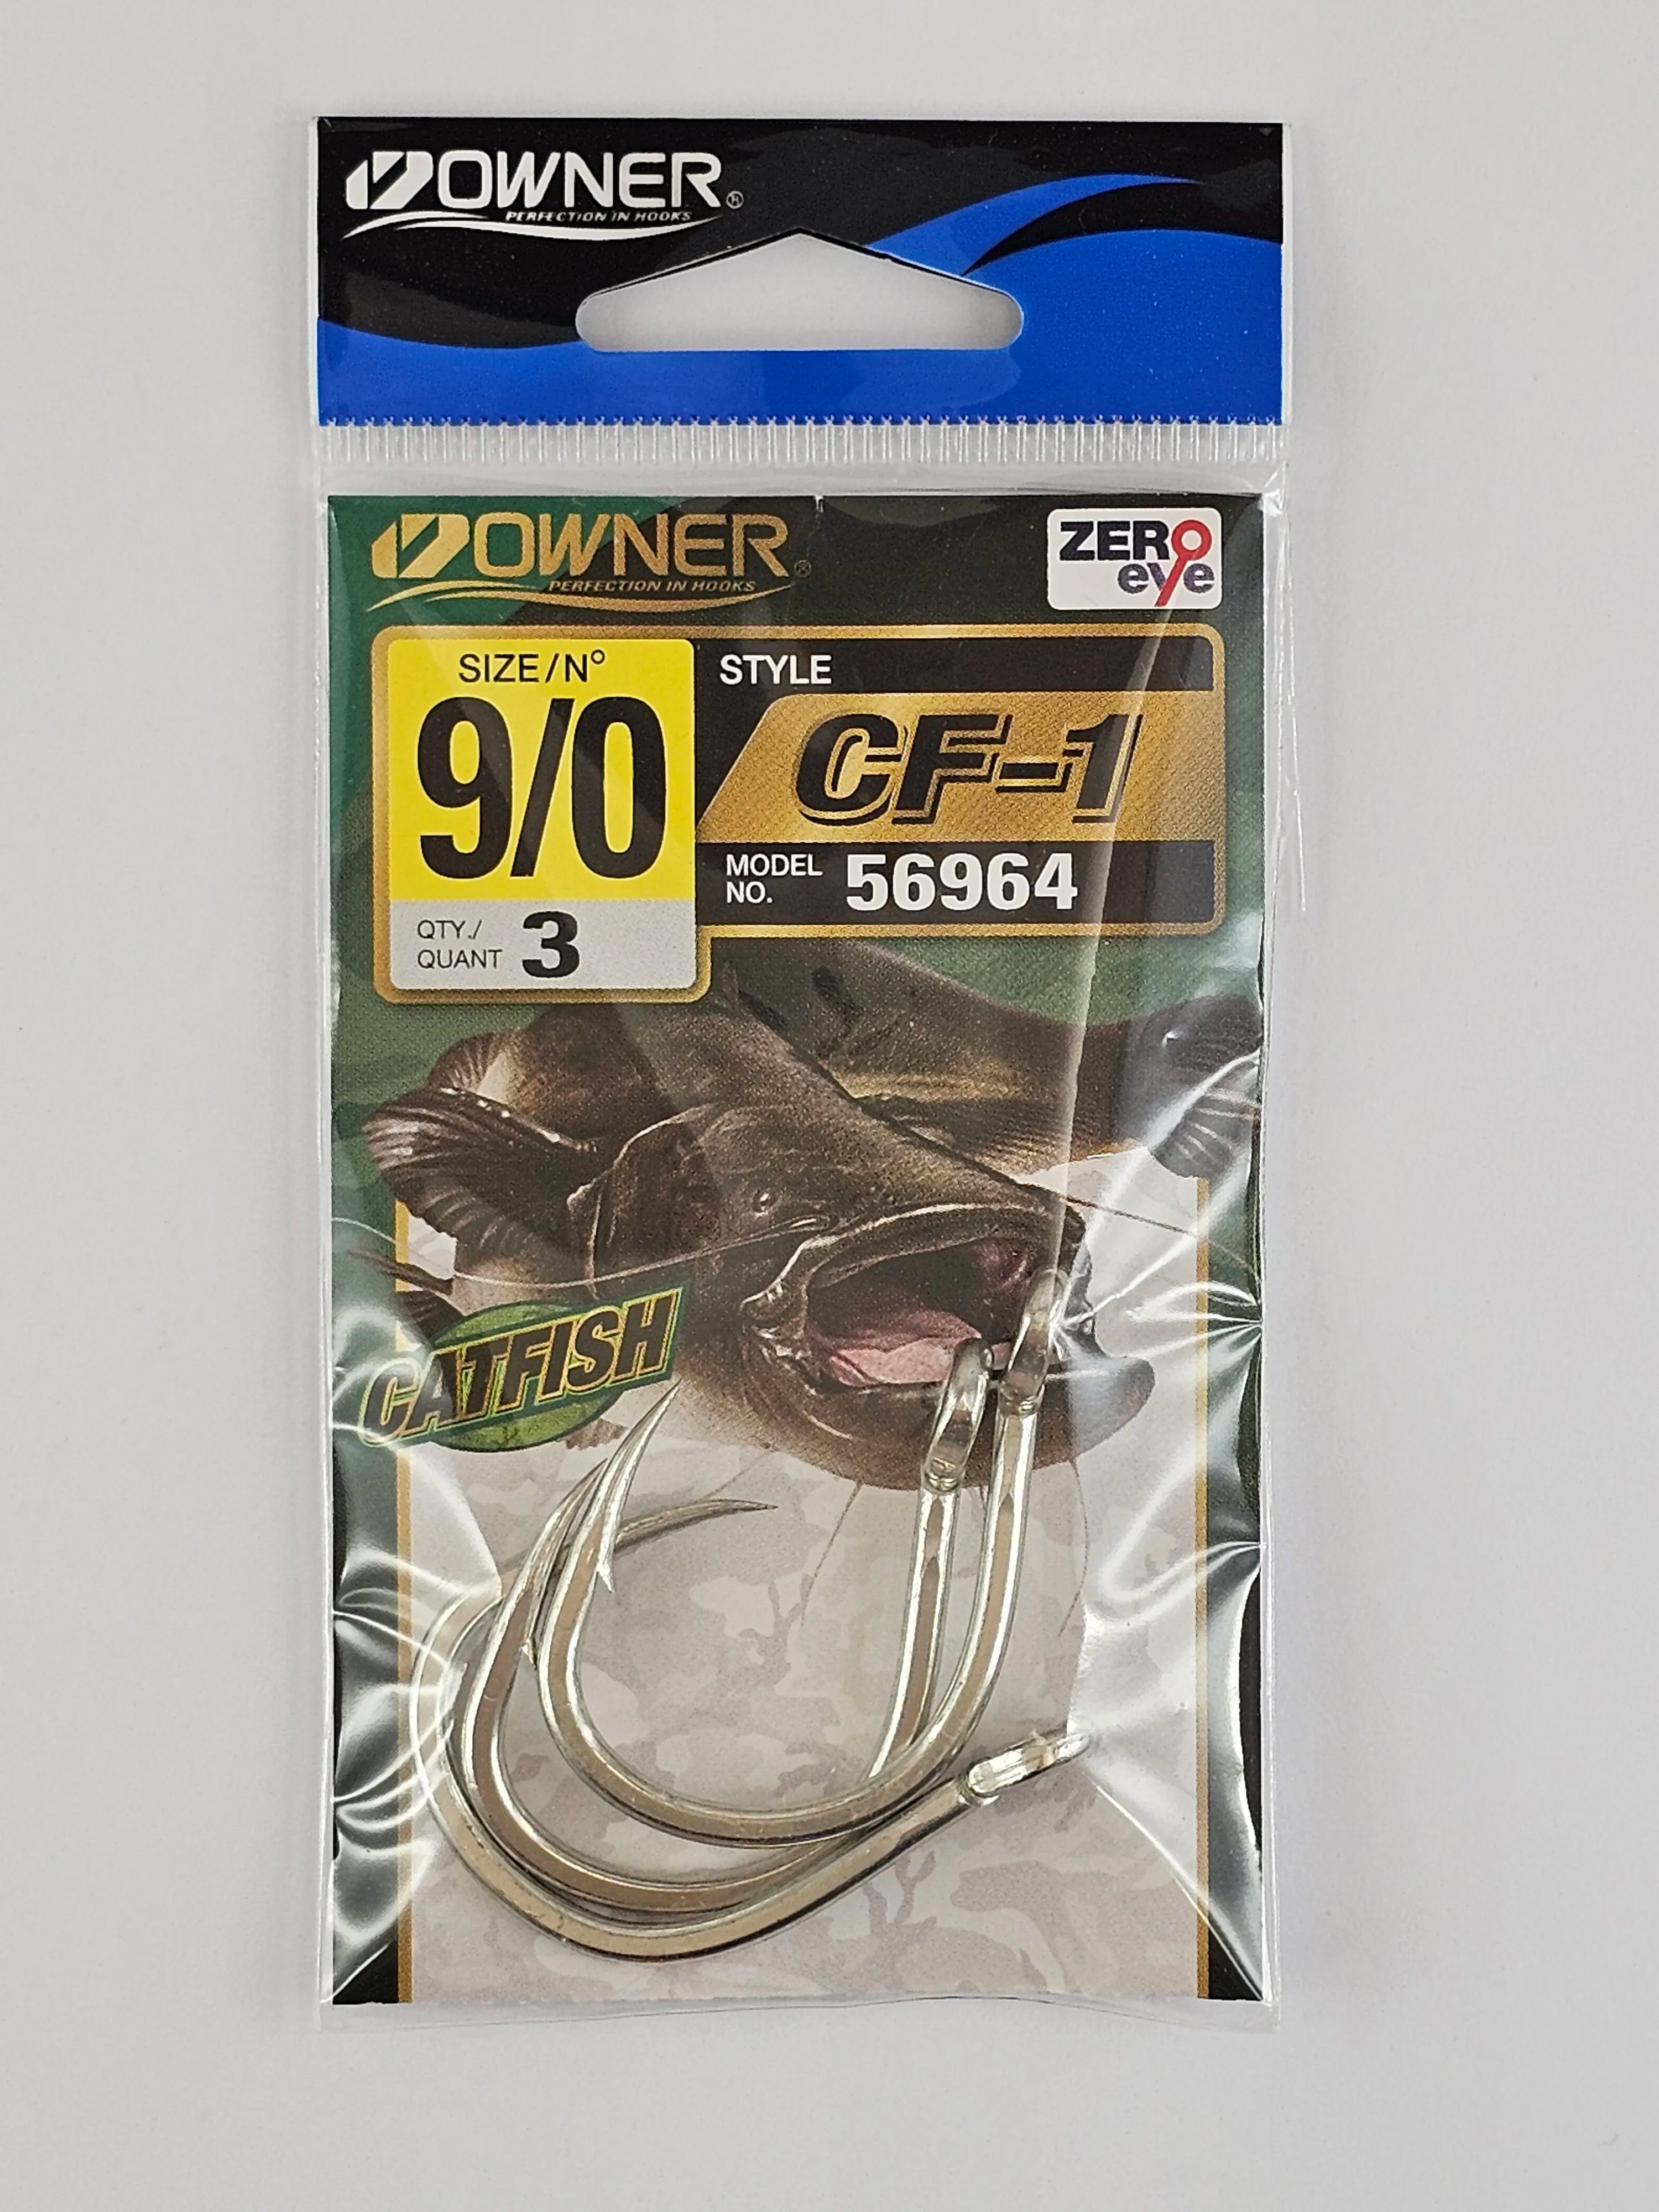 OWNER®
PERFECTION IN HOOKS
OWNER®
PERFECTION IN HOOKS
ZERO
eye
SIZE/N°
9/0
QTY./
QUANT 3
STYLE
CF-1
MODEL
NO. 56964
CATFISH